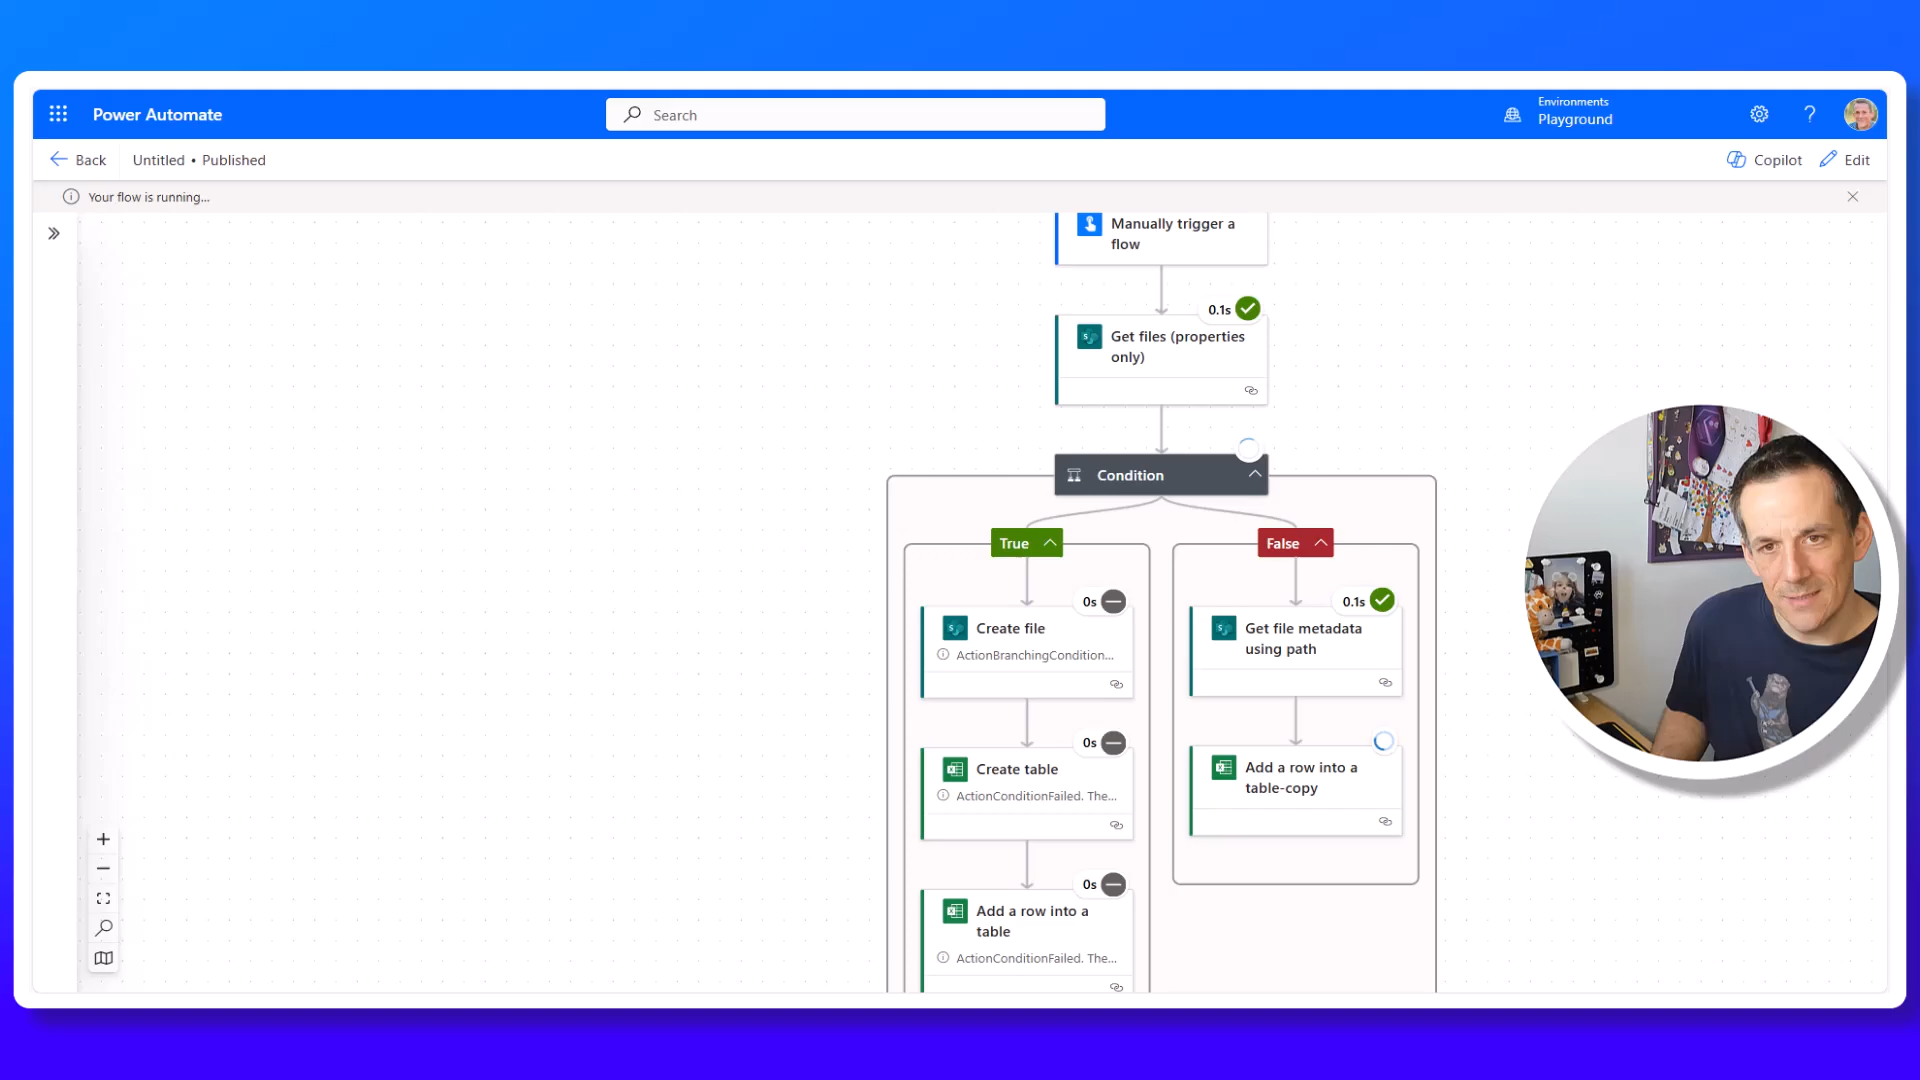 Power Automate
Search
Environments
Playground
Back
Untitled • Published
Copilot
Edit
Your flow is running...
Manually trigger a
flow
0.1s
Get files (properties
only)
Condition
True
False
0s
Create file
ActionBranchingCondition...
0.1s
Get file metadata
using path
0s
Create table
ActionConditionFailed. The...
Add a row into a
table-copy
0s
Add a row into a
table
ActionConditionFailed. The...